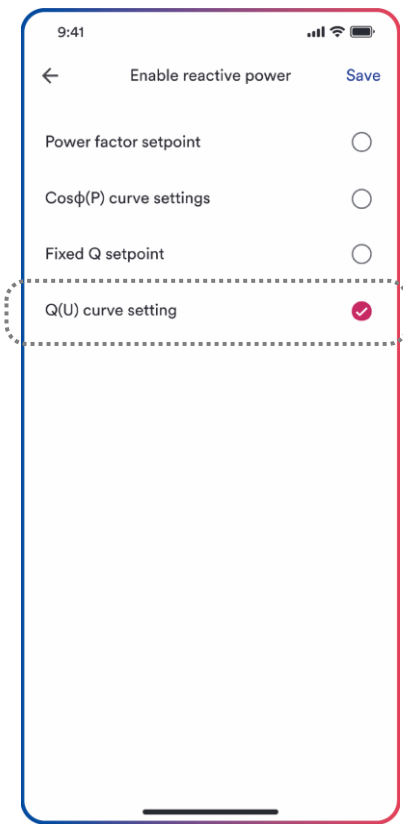 9:41
Enable reactive power Save
Power factor setpoint
Cosϕ(P) curve settings
Fixed Q setpoint
Q(U) curve setting